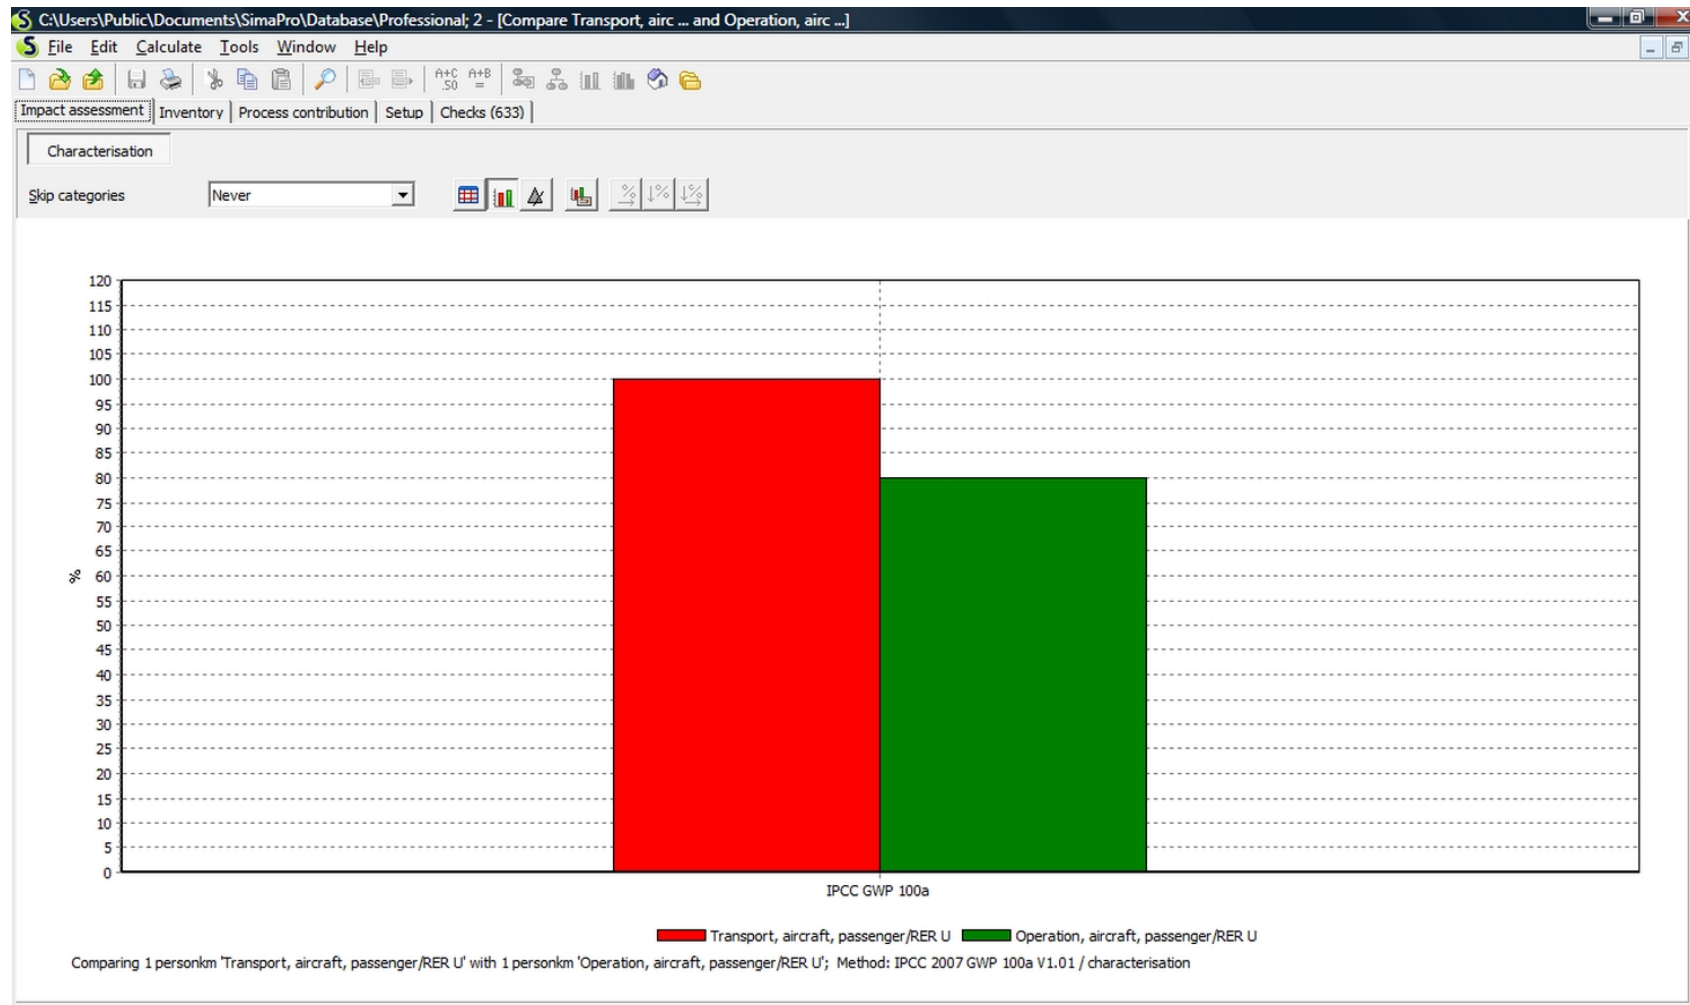 C:\Users\Public\Documents\SimaPro\Database\Professional; 2 - [Compare Transport, airc ... and Operation, airc ...]
File Edit Calculate Tools Window Help
A+C .50 A+B =
Impact assessment Inventory Process contribution Setup Checks (633)
Characterisation
Skip categories Never
120
115
110
105
100
95
90
85
80
75
70
65
% 60
55
50
45
40
35
30
25
20
15
10
5
0
IPCC GWP 100a
Transport, aircraft, passenger/RER U Operation, aircraft, passenger/RER U
Comparing 1 personkm 'Transport, aircraft, passenger/RER U' with 1 personkm 'Operation, aircraft, passenger/RER U'; Method: IPCC 2007 GWP 100a V1.01 / characterisation